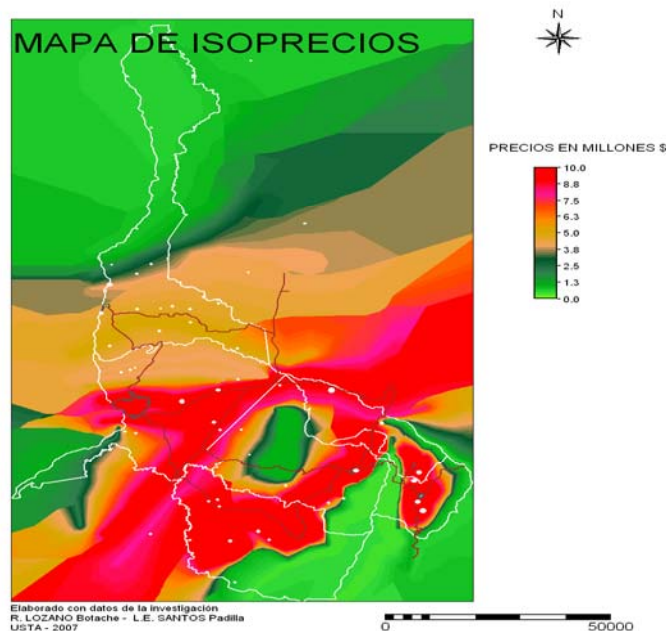 MAPA DE ISOPRECIOS
N
PRECIOS EN MILLONES $
10.0
8.8
7.5
6.3
5.0
3.8
2.5
1.3
0.0
Elaborado con datos de la investigación
R. LOZANO Botache - L.E. SANTOS Padilla
USTA - 2007
0 50000